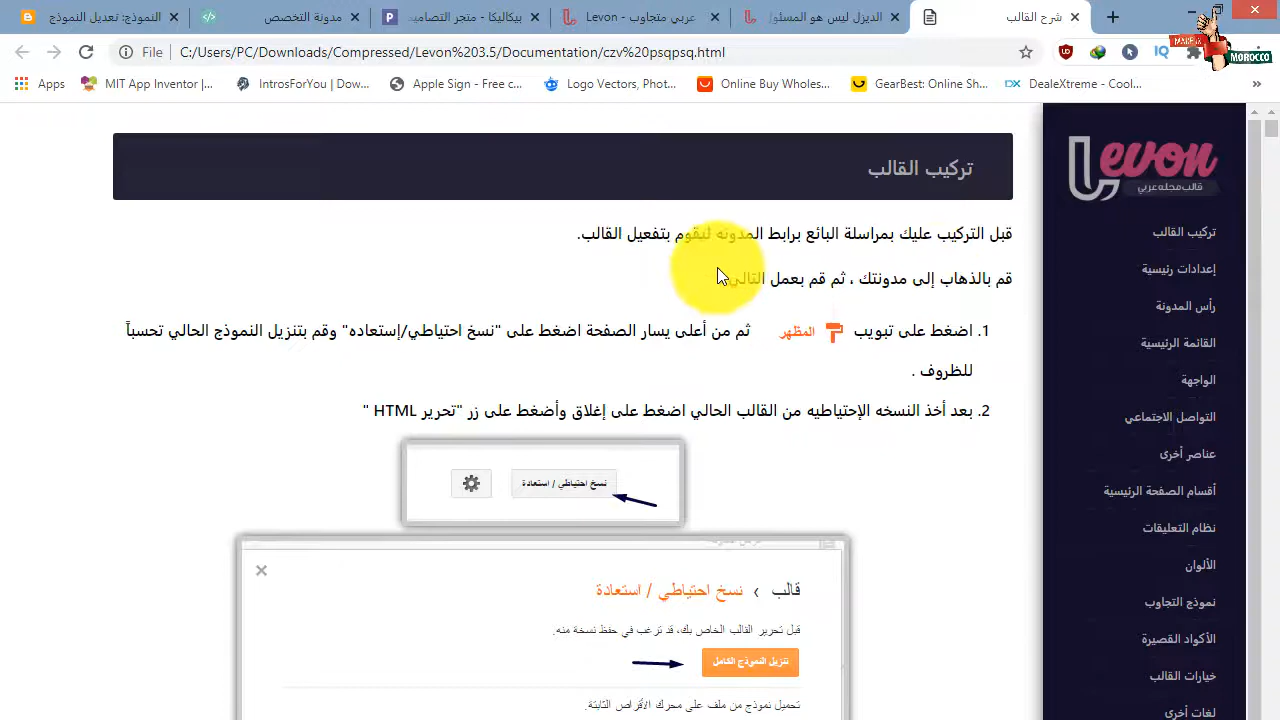 النموذج: تعديل النموذج
مدونة التخصص
بيكاليكا - متجر التصاميم
عربي متجاوب - Levon
الديزل ليس هو المسئول
شرح القالب
File
C:/Users/PC/Downloads/Compressed/Levon%20
Documentation/czv%20psqpsq.html
MAREUX
MOROCCO
Apps
MIT App Inventor |...
IntrosForYou | Dow...
Apple Sign - Free c...
Logo Vectors, Phot...
Online Buy Wholes...
GearBest: Online Sh...
DealeXtreme - Cool...
تركيب القالب
قبل التركيب عليك بمراسلة البائع برابط المدونه ليقوم بتفعيل القالب.
قم بالذهاب إلى مدونتك ، ثم قم بعمل التالي
1. اضغط على تبويب المظهر ثم من أعلى يسار الصفحة اضغط على "نسخ احتياطي/إستعاده" وقم بتنزيل النموذج الحالي تحسباً
للظروف .
2. بعد أخذ النسخه الإحتياطيه من القالب الحالي اضغط على إغلاق وأضغط على زر "تحرير HTML "
نسخ احتياطي / استعادة
قالب › نسخ احتياطي / استعادة
قبل تحرير القالب الخاص بك، قد ترغب في حفظ نسخة منه.
تنزيل النموذج الكامل
تحميل نموذج من ملف على محرك الأقراص الثابتة.
Levon
قالب مجله عربي
تركيب القالب
إعدادات رئيسية
رأس المدونة
القائمة الرئيسية
الواجهة
التواصل الاجتماعي
عناصر أخرى
أقسام الصفحة الرئيسية
نظام التعليقات
الألوان
نموذج التجاوب
الأكواد القصيرة
خيارات القالب
لغات أخرى